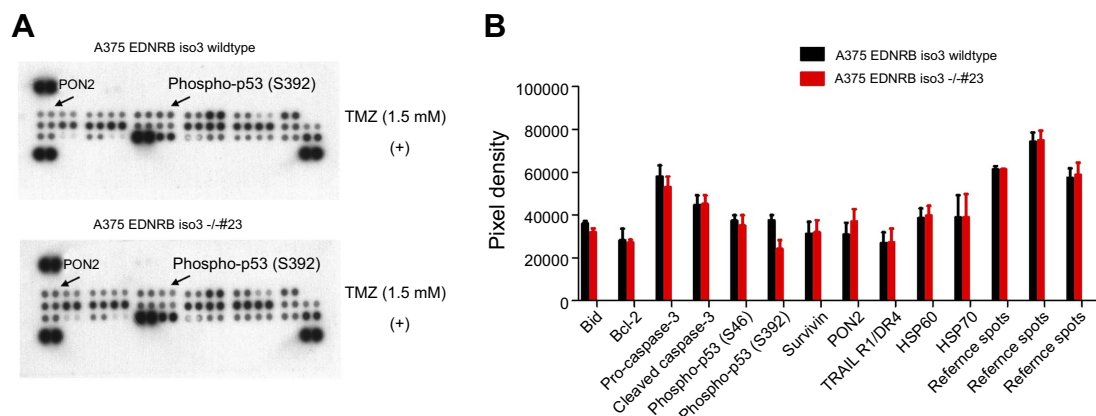 A
A375 EDNRB iso3 wildtype
PON2
Phospho-p53 (S392)
TMZ (1.5 mM)
(+)
A375 EDNRB iso3 -/-#23
PON2
Phospho-p53 (S392)
TMZ (1.5 mM)
(+)
B
A375 EDNRB iso3 wildtype
A375 EDNRB iso3 -/-#23
Pixel density
100000
80000
60000
40000
20000
0
Bid
Bcl-2
Pro-caspase-3
Cleaved caspase-3
Phospho-p53 (S46)
Phospho-p53 (S392)
Survivin
PON2
TRAIL R1/DR4
HSP60
HSP70
Refernce spots
Refernce spots
Refernce spots